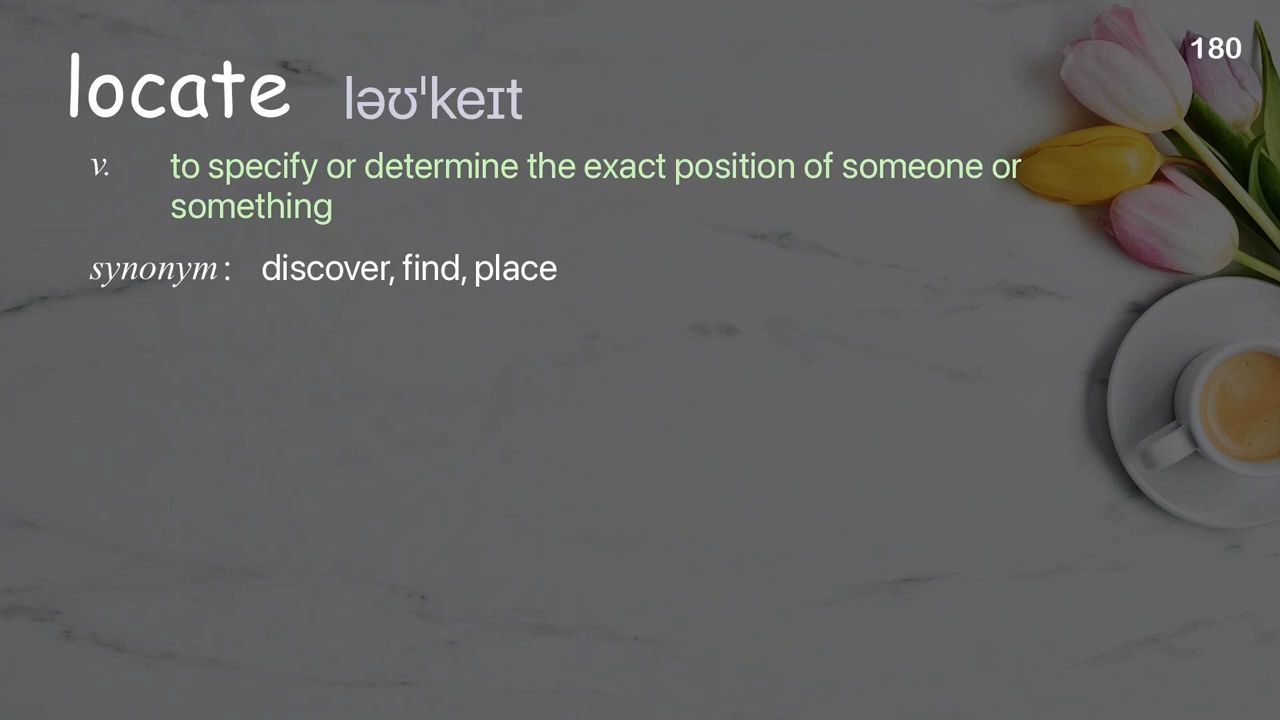 180
locate ləʊˈkeɪt
v. to specify or determine the exact position of someone or
something
synonym : discover, find, place